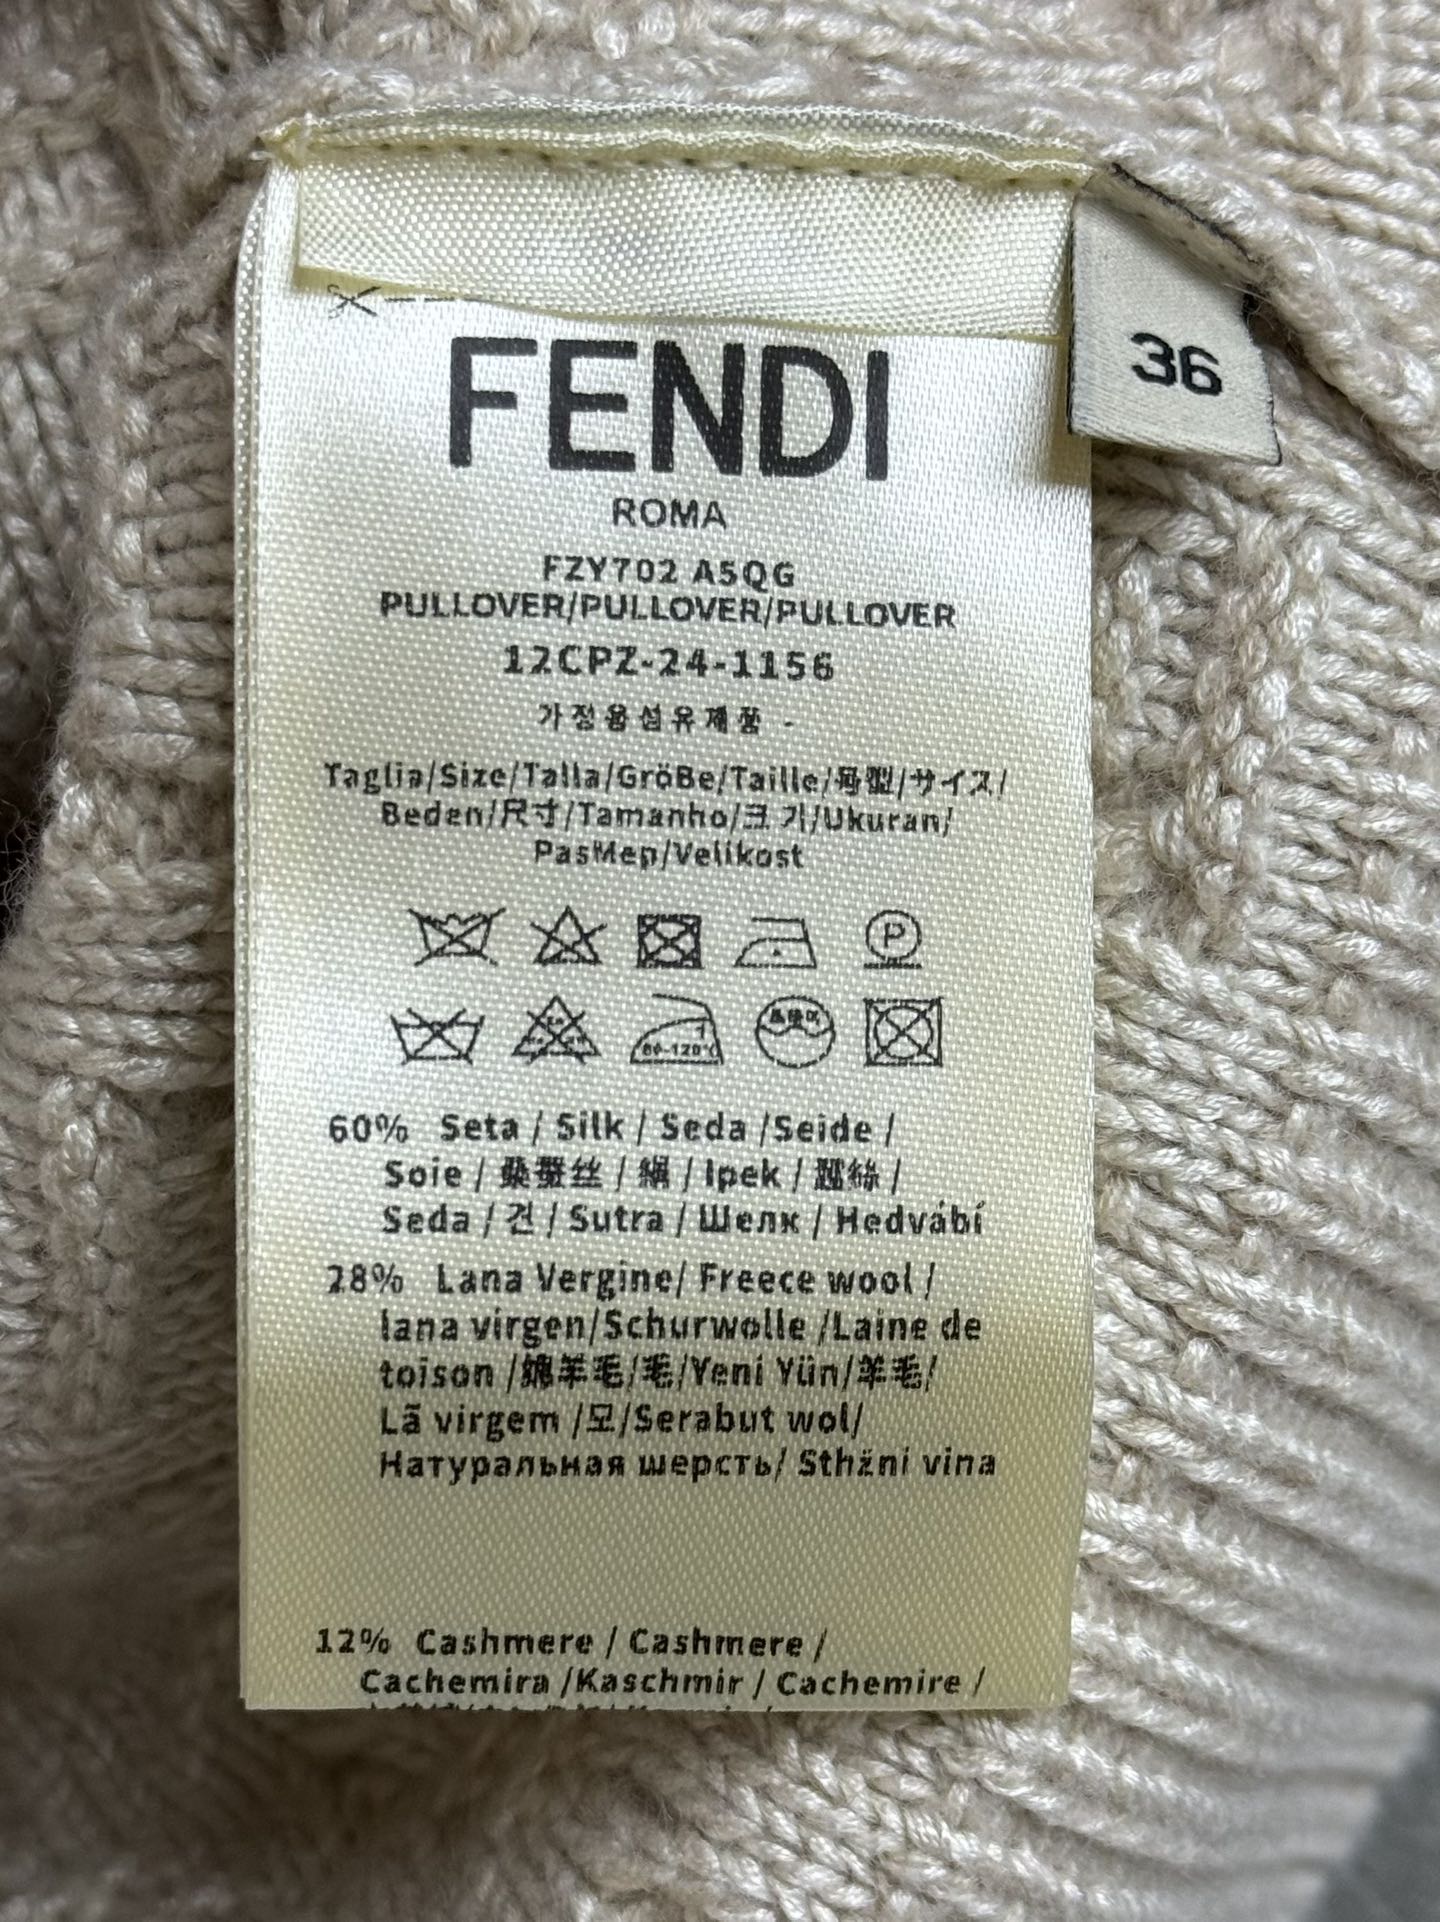 36
FENDI
ROMA
FZY702 A5QG
PULLOVER/PULLOVER/PULLOVER
12CPZ-24-1156
가정용섬유제품 -
Taglia/Size/Talla/GröBe/Taille/号型/サイズ/
Beden/尺寸/Tamanho/크기/Ukuran/
PasMep/Velikost
P
60-120℃
60% Seta / Silk / Seda /Seide /
Soie / 桑蚕丝 / 絹 / Ipek / 蠶絲 /
Seda / 견 / Sutra / Шелк / Hedvábí
28% Lana Vergine/ Freece wool /
lana virgen/Schurwolle /Laine de
toison /绵羊毛/毛/Yeni Yün/羊毛/
Lã virgem /모/Serabut wol/
Натуральная шерсть/ Sthžni vina
12% Cashmere / Cashmere /
Cachemira /Kaschmir / Cachemire /